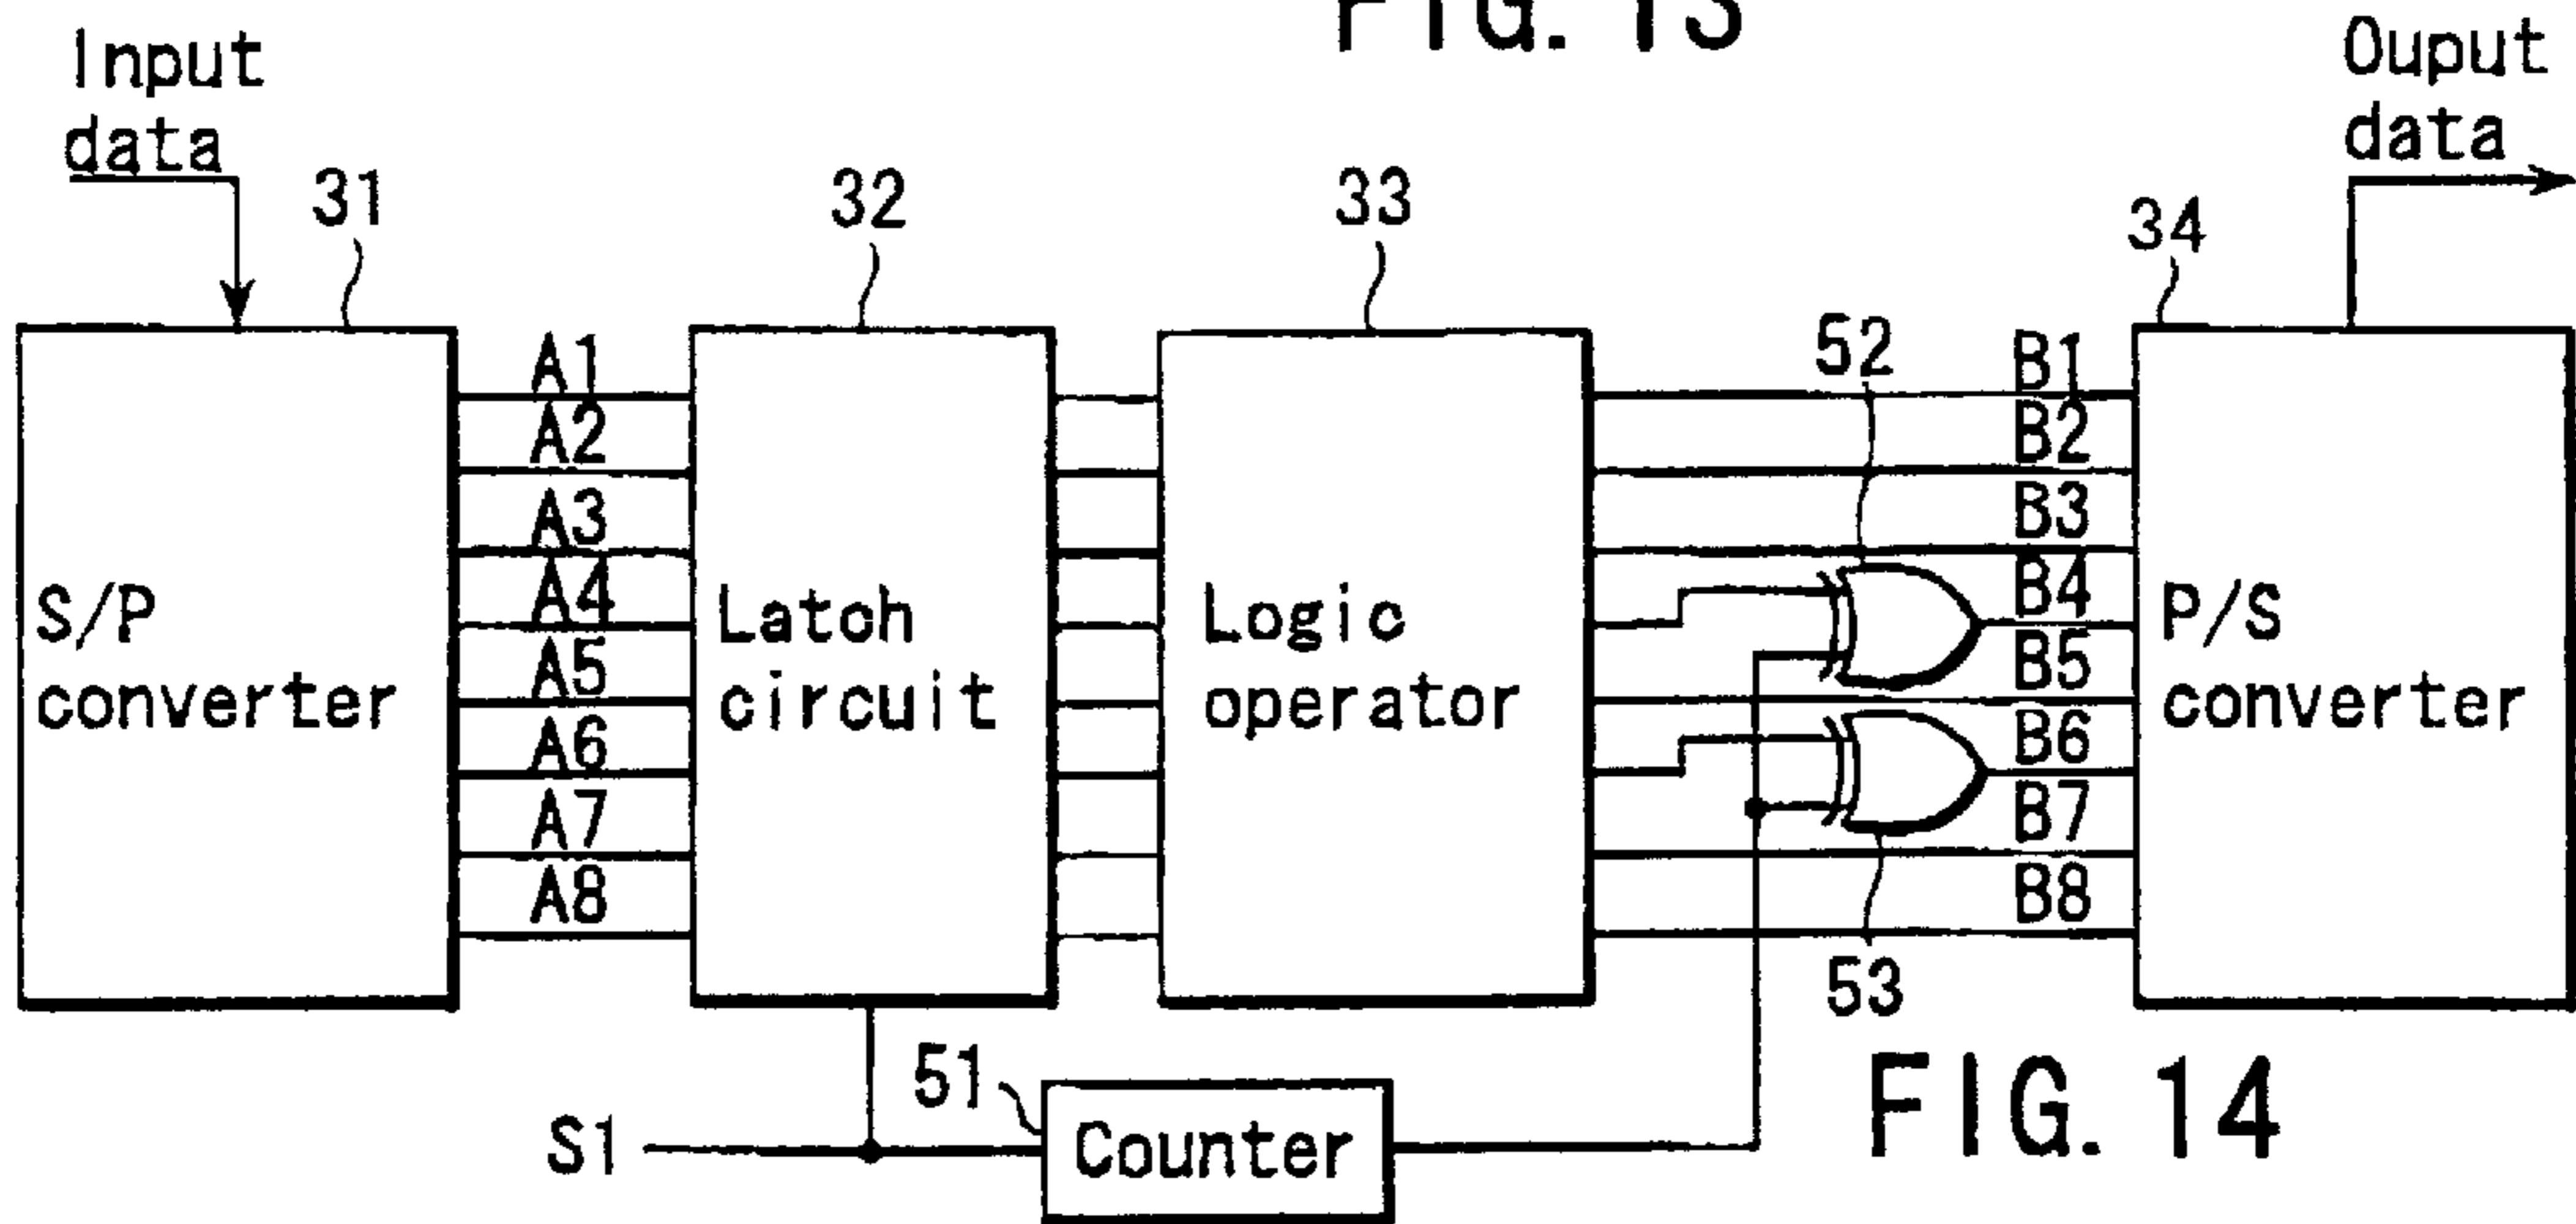 FIG. 13
Input
data
Ouput
data
31
32
33
34
52
A1
A2
A3
A4
A5
A6
A7
A8
B1
B2
B3
B4
B5
B6
B7
B8
S/P
converter
Latch
circuit
Logic
operator
P/S
converter
53
51
S1
Counter
FIG. 14